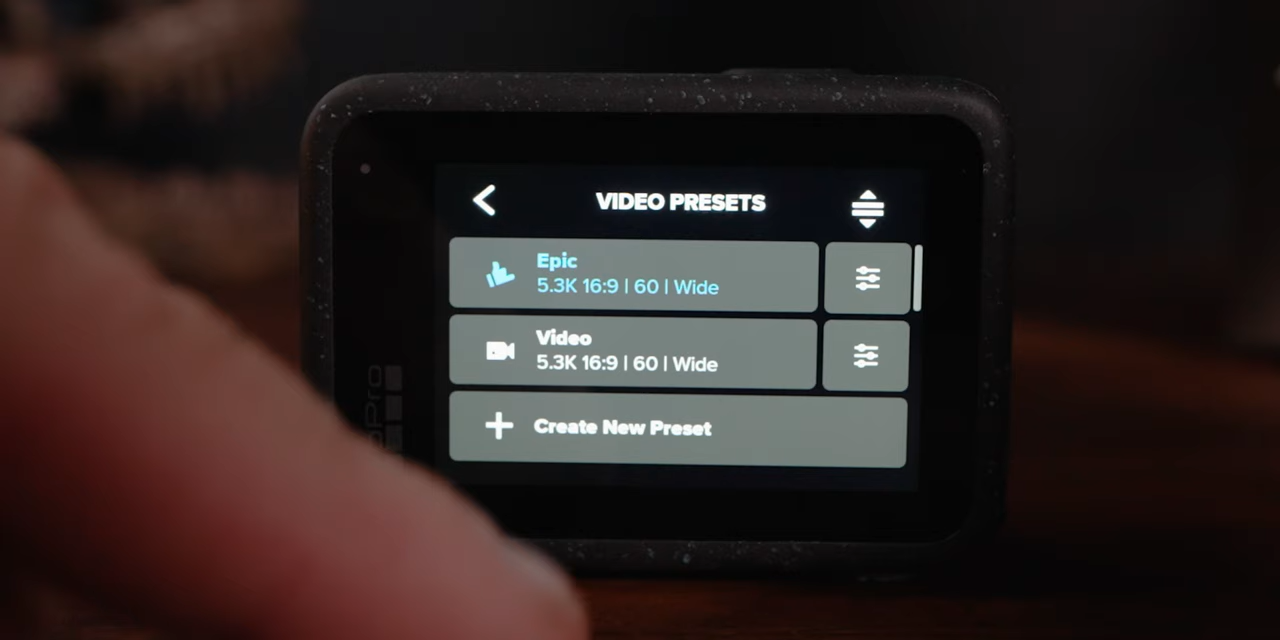 VIDEO PRESETS
Epic
5.3K 16:9 | 60 | Wide
Video
5.3K 16:9 | 60 | Wide
Create New Preset